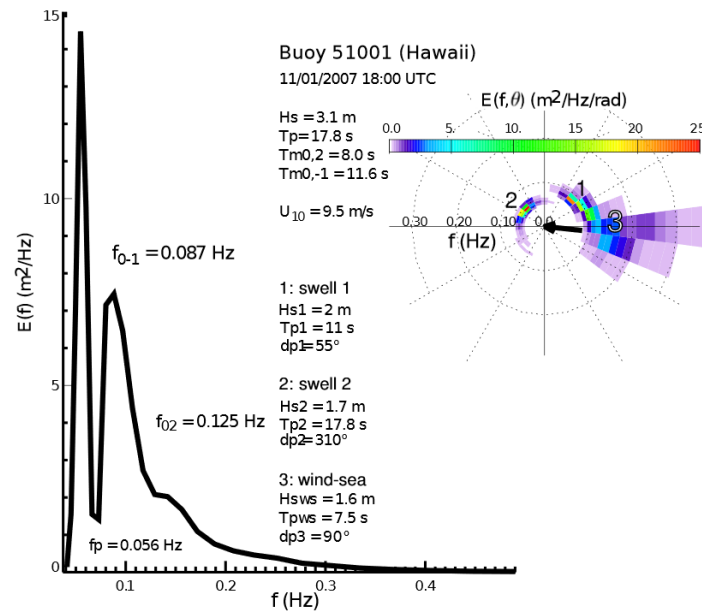 15
10
5
0
E(f) (m2/Hz)
0.1
0.2
0.3
0.4
f (Hz)
f0-1 = 0.087 Hz
f02 = 0.125 Hz
fp = 0.056 Hz
Buoy 51001 (Hawaii)
11/01/2007 18:00 UTC
Hs = 3.1 m
Tp = 17.8 s
Tm0,2 = 8.0 s
Tm0,-1 = 11.6 s
U10 = 9.5 m/s
1: swell 1
Hs1 = 2 m
Tp1 = 11 s
dp1= 55°
2: swell 2
Hs2 = 1.7 m
Tp2 = 17.8 s
dp2= 310°
3: wind-sea
Hsws = 1.6 m
Tpws = 7.5 s
dp3 = 90°
E(f,θ) (m2/Hz/rad)
0.0 5. 10. 15. 20. 25
1
2
3
0.30 0.20 0.10 0.0
f (Hz)